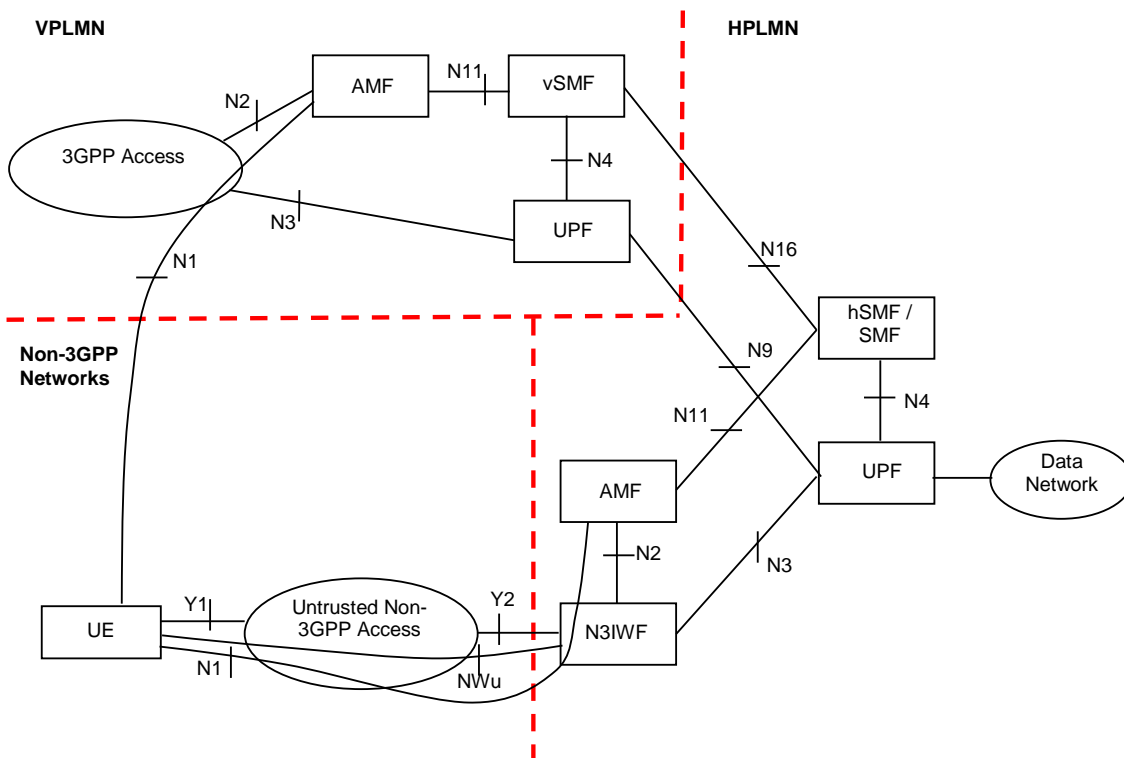 VPLMN
HPLMN
N11
AMF
vSMF
N2
3GPP Access
N4
N3
UPF
N1
N16
hSMF /
SMF
Non-3GPP
Networks
N9
N11
N4
UPF
Data
Network
AMF
N2
N3
Y1
Untrusted Non-
3GPP Access
Y2
UE
N3IWF
N1
NWu